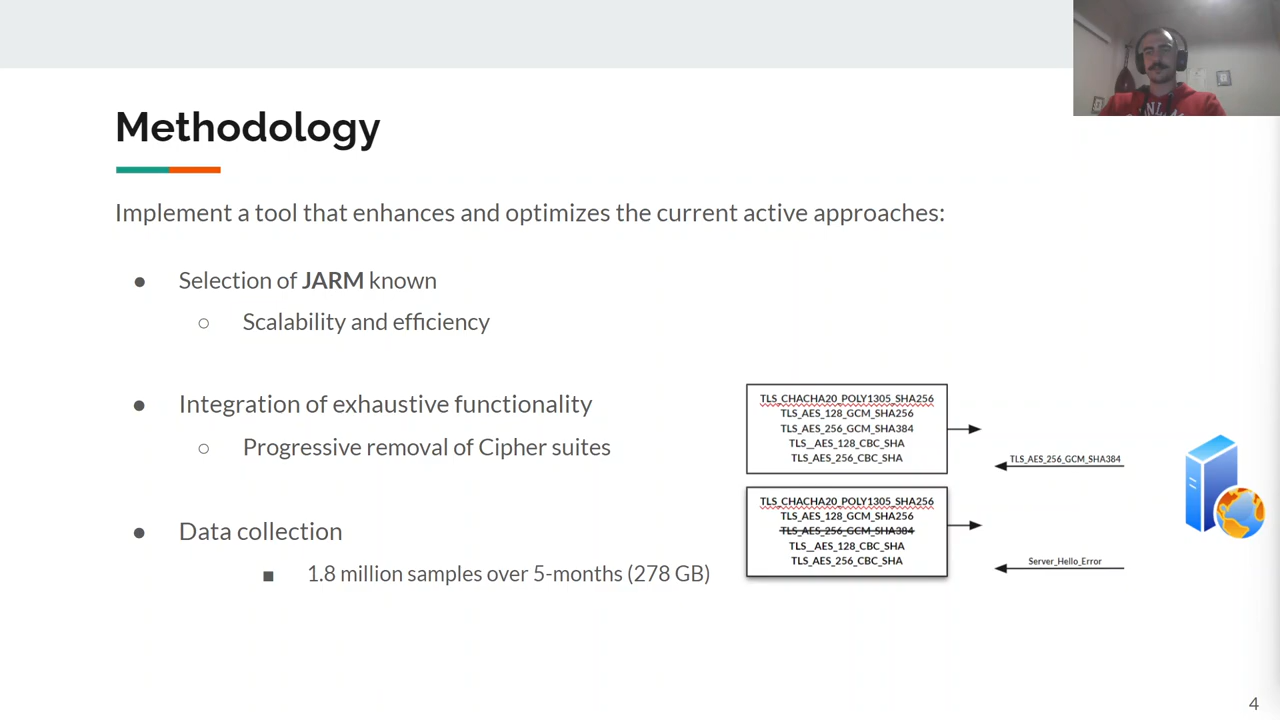 Methodology
Implement a tool that enhances and optimizes the current active approaches:
● Selection of JARM known
○ Scalability and efficiency
● Integration of exhaustive functionality
○ Progressive removal of Cipher suites
● Data collection
■ 1.8 million samples over 5-months (278 GB)
TLS_CHACHA20_POLY1305_SHA256
TLS_AES_128_GCM_SHA256
TLS_AES_256_GCM_SHA384
TLS__AES_128_CBC_SHA
TLS_AES_256_CBC_SHA
TLS_AES_256_GCM_SHA384
TLS_CHACHA20_POLY1305_SHA256
TLS_AES_128_GCM_SHA256
TLS_AES_256_GCM_SHA384
TLS__AES_128_CBC_SHA
TLS_AES_256_CBC_SHA
Server_Hello_Error
4